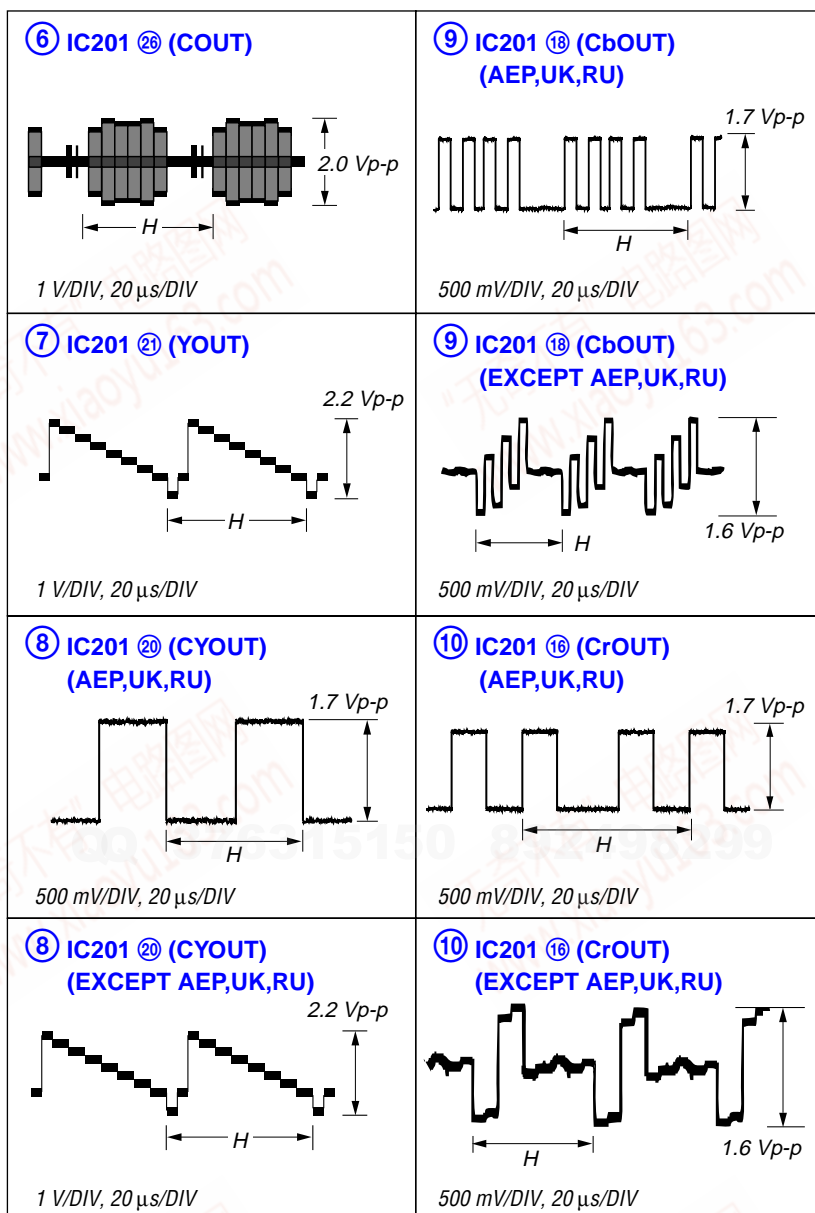 ⑥ IC201 ㉖ (COUT)
2.0 Vp-p
H
1 V/DIV, 20 µs/DIV
⑦ IC201 ㉑ (YOUT)
2.2 Vp-p
H
1 V/DIV, 20 µs/DIV
⑧ IC201 ⑳ (CYOUT)
(AEP,UK,RU)
1.7 Vp-p
H
500 mV/DIV, 20 µs/DIV
⑧ IC201 ⑳ (CYOUT)
(EXCEPT AEP,UK,RU)
2.2 Vp-p
H
1 V/DIV, 20 µs/DIV
⑨ IC201 ⑱ (CbOUT)
(AEP,UK,RU)
1.7 Vp-p
H
500 mV/DIV, 20 µs/DIV
⑨ IC201 ⑱ (CbOUT)
(EXCEPT AEP,UK,RU)
1.6 Vp-p
H
500 mV/DIV, 20 µs/DIV
⑩ IC201 ⑯ (CrOUT)
(AEP,UK,RU)
1.7 Vp-p
H
500 mV/DIV, 20 µs/DIV
⑩ IC201 ⑯ (CrOUT)
(EXCEPT AEP,UK,RU)
1.6 Vp-p
H
500 mV/DIV, 20 µs/DIV